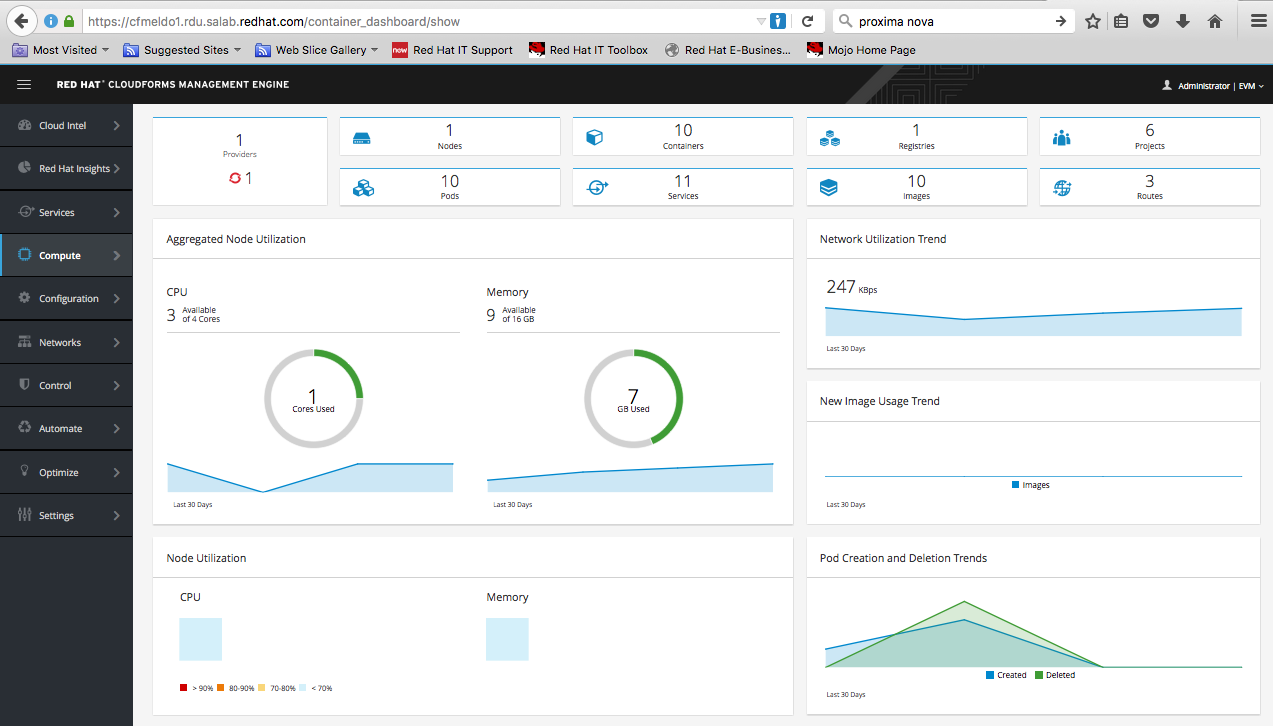 https://cfmeldo1.rdu.salab.redhat.com/container_dashboard/show
proxima nova
Most Visited
Suggested Sites
Web Slice Gallery
now
Red Hat IT Support
Red Hat IT Toolbox
Red Hat E-Busines...
Mojo Home Page
RED HAT® CLOUDFORMS MANAGEMENT ENGINE
Administrator | EVM
Cloud Intel
Red Hat Insights
Services
Compute
Configuration
Networks
Control
Automate
Optimize
Settings
1
Providers
1
1
Nodes
10
Containers
1
Registries
6
Projects
10
Pods
11
Services
10
Images
3
Routes
Aggregated Node Utilization
CPU
3 Available
of 4 Cores
1
Cores Used
Last 30 Days
Memory
9 Available
of 16 GB
7
GB Used
Last 30 Days
Network Utilization Trend
247 KBps
Last 30 Days
New Image Usage Trend
Images
Last 30 Days
Node Utilization
CPU
Memory
> 90% 80-90% 70-80% < 70%
Pod Creation and Deletion Trends
Created Deleted
Last 30 Days